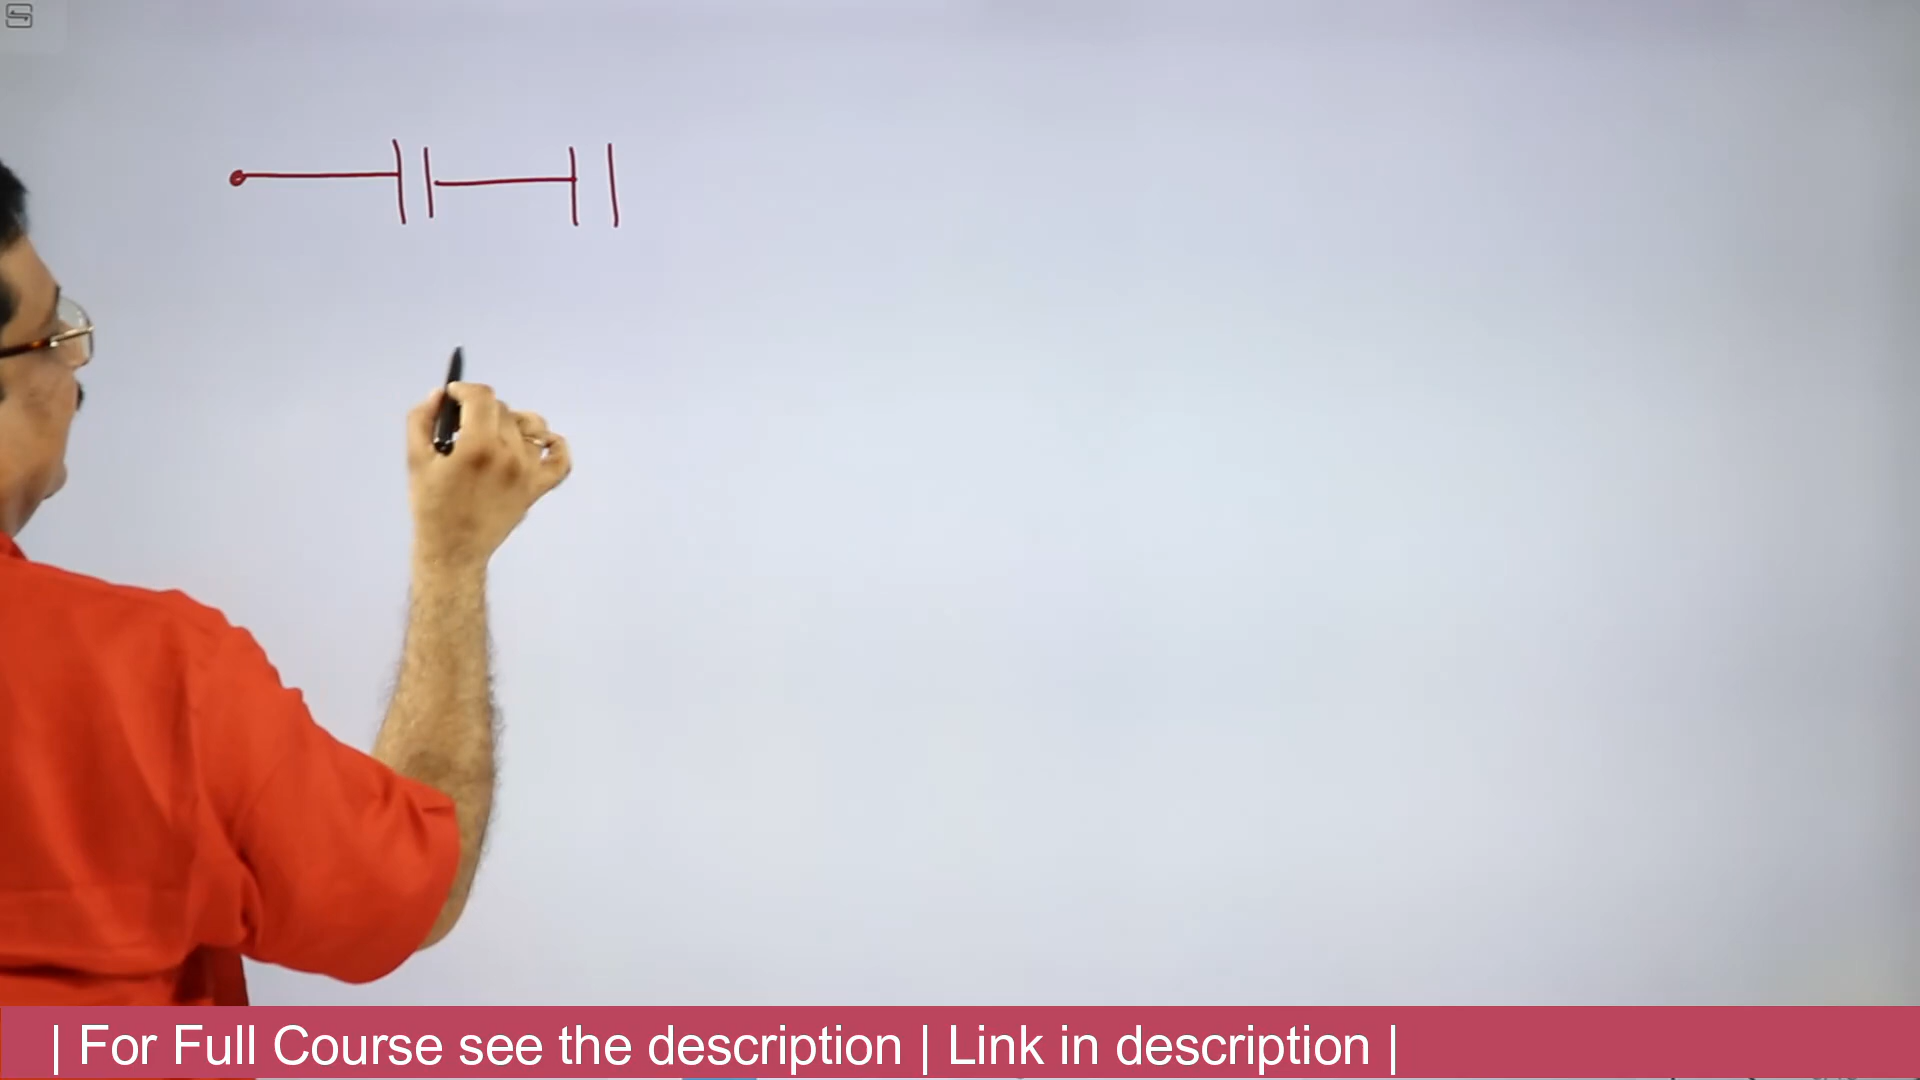 | For Full Course see the description | Link in description |